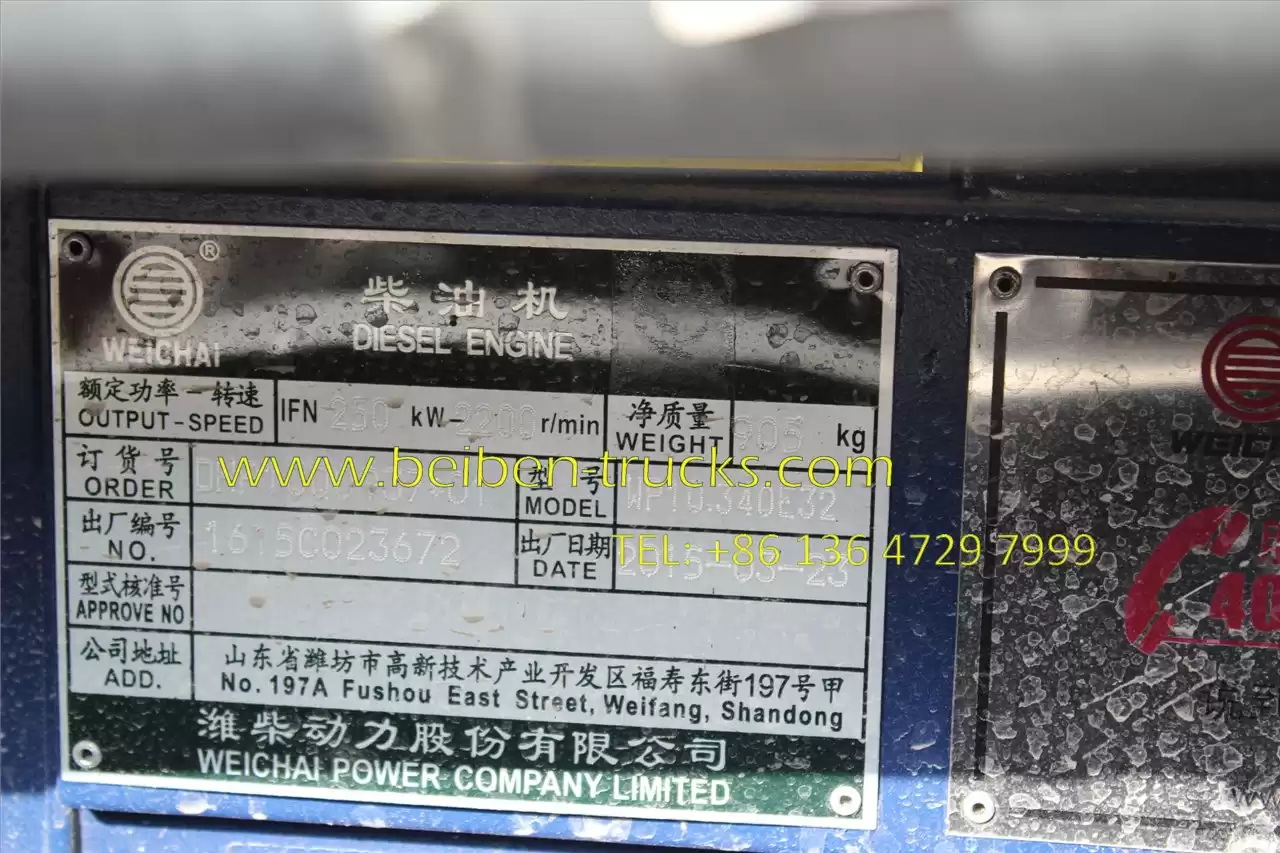 ®
WEICHAI
柴油机
DIESEL ENGINE
额定功率一转速
OUTPUT-SPEED
IFN 250 kW-2200 r/min
净质量
WEIGHT
905 kg
订货号
ORDER
www.beiben-trucks.com
型号
MODEL
WP10.340E32
出厂编号
NO.
1615C023672
出厂日期
DATE
TEL: +86 136 4729 7999
型式核准号
APPROVE NO
公司地址
ADD.
山东省潍坊市高新技术产业开发区福寿东街197号甲
No.197A Fushou East Street, Weifang, Shandong
潍柴动力股份有限公司
WEICHAI POWER COMPANY LIMITED